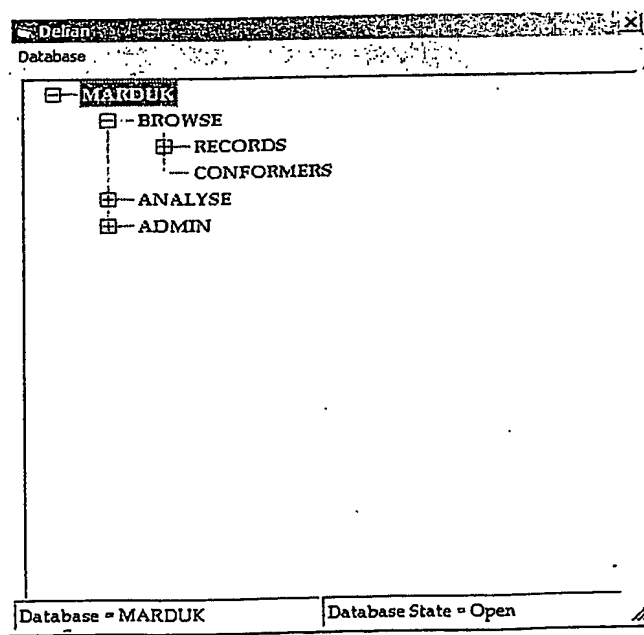 Delran
Database
MARDUK
BROWSE
RECORDS
CONFORMERS
ANALYSE
ADMIN
Database = MARDUK
Database State = Open